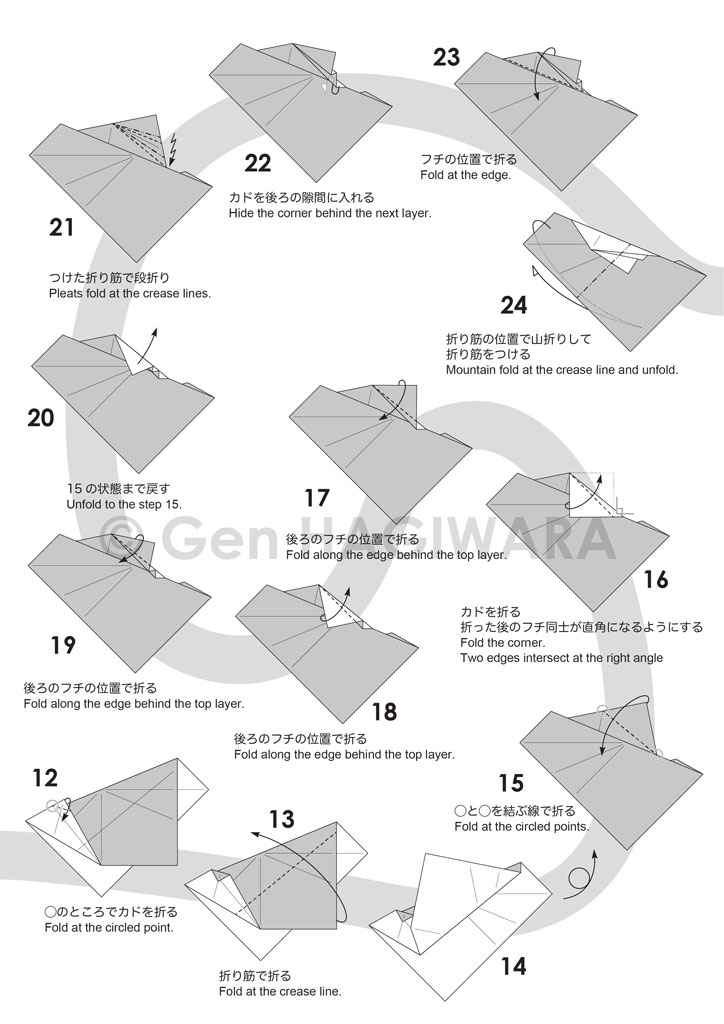 12
○のところでカドを折る
Fold at the circled point.
13
折り筋で折る
Fold at the crease line.
14
15
○と○を結ぶ線で折る
Fold at the circled points.
16
カドを折る
折った後のフチ同士が直角になるようにする
Fold the corner.
Two edges intersect at the right angle
17
後ろのフチの位置で折る
Fold along the edge behind the top layer.
18
後ろのフチの位置で折る
Fold along the edge behind the top layer.
19
後ろのフチの位置で折る
Fold along the edge behind the top layer.
20
15の状態まで戻す
Unfold to the step 15.
21
つけた折り筋で段折り
Pleats fold at the crease lines.
22
カドを後ろの隙間に入れる
Hide the corner behind the next layer.
23
フチの位置で折る
Fold at the edge.
24
折り筋の位置で山折りして
折り筋をつける
Mountain fold at the crease line and unfold.
© Gen HAGIWARA